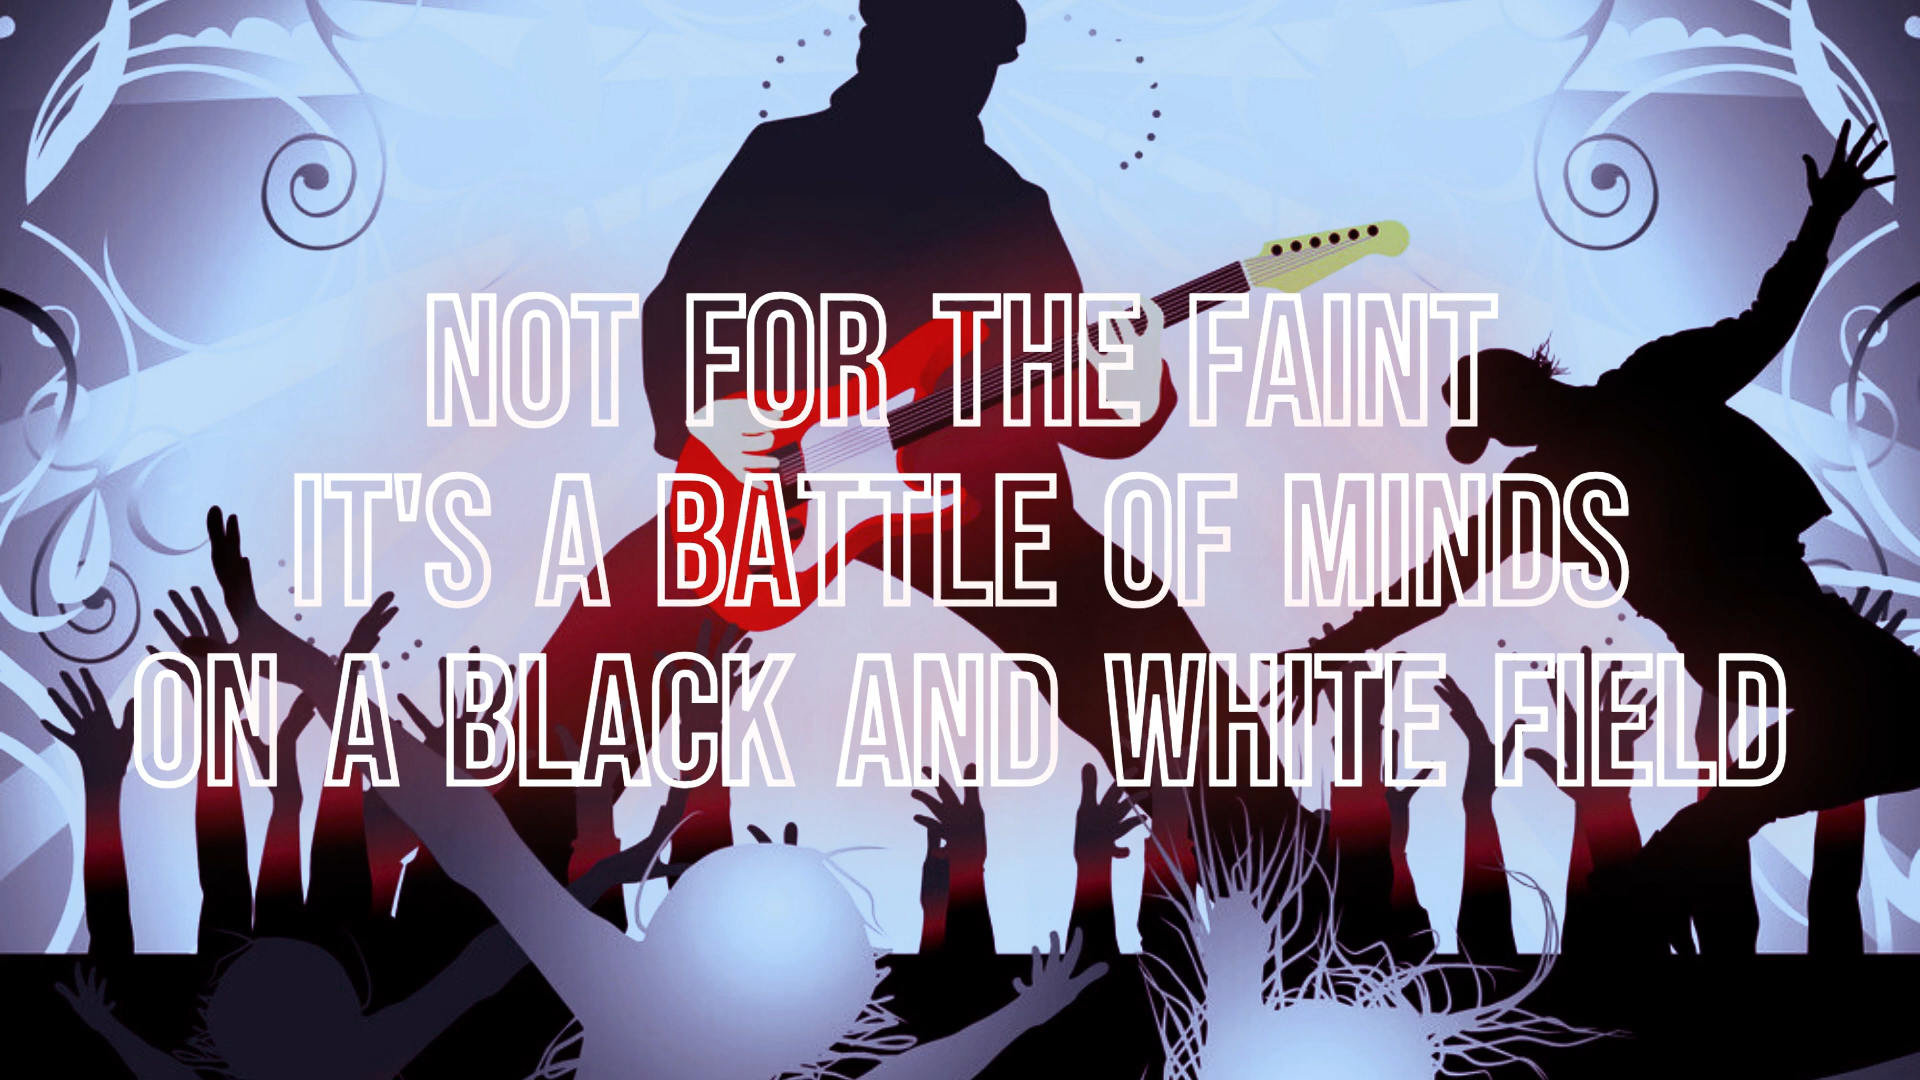 NOT FOR THE FAINT
IT'S A BATTLE OF MINDS
ON A BLACK AND WHITE FIELD